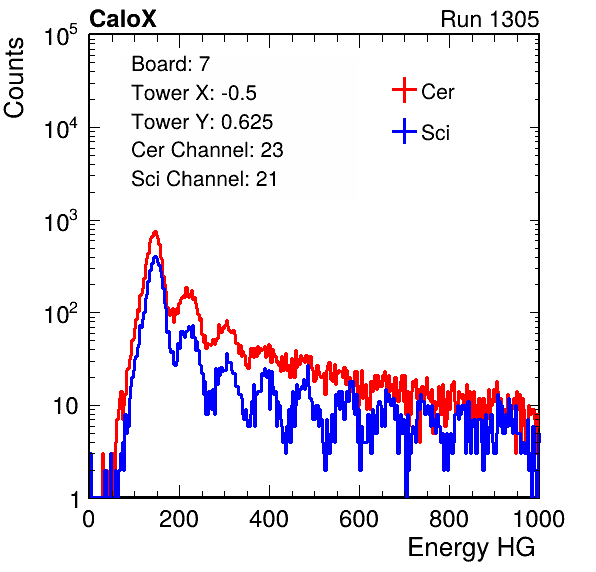 CaloX Run 1305
Counts
10^5
10^4
10^3
10^2
10
1
Board: 7
Tower X: -0.5
Tower Y: 0.625
Cer Channel: 23
Sci Channel: 21
Cer
Sci
0 200 400 600 800 1000
Energy HG